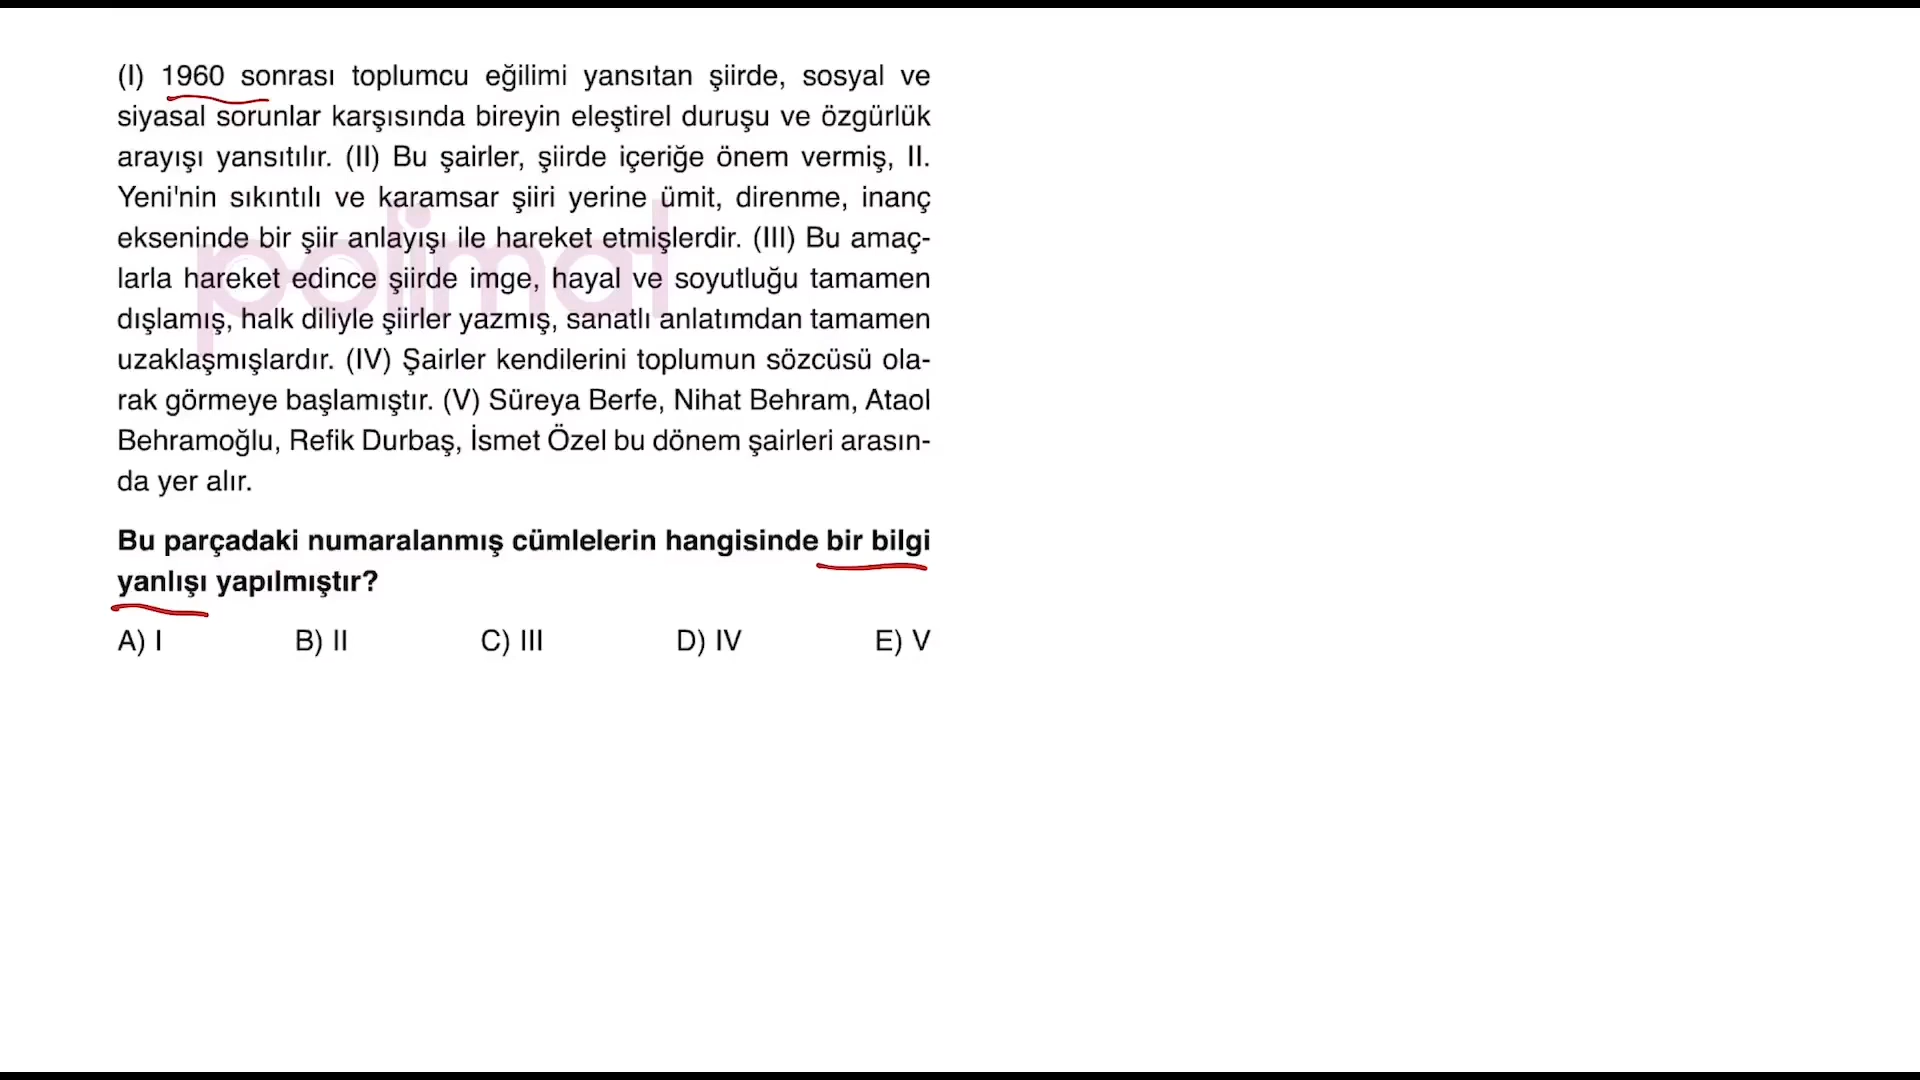 (I) 1960 sonrası toplumcu eğilimi yansıtan şiirde, sosyal ve
siyasal sorunlar karşısında bireyin eleştirel duruşu ve özgürlük
arayışı yansıtılır. (II) Bu şairler, şiirde içeriğe önem vermiş, II.
Yeni'nin sıkıntılı ve karamsar şiiri yerine ümit, direnme, inanç
ekseninde bir şiir anlayışı ile hareket etmişlerdir. (III) Bu amaç-
larla hareket edince şiirde imge, hayal ve soyutluğu tamamen
dışlamış, halk diliyle şiirler yazmış, sanatlı anlatımdan tamamen
uzaklaşmışlardır. (IV) Şairler kendilerini toplumun sözcüsü ola-
rak görmeye başlamıştır. (V) Süreya Berfe, Nihat Behram, Ataol
Behramoğlu, Refik Durbaş, İsmet Özel bu dönem şairleri arasın-
da yer alır.
polimat
Bu parçadaki numaralanmış cümlelerin hangisinde bir bilgi
yanlışı yapılmıştır?
A) I B) II C) III D) IV E) V